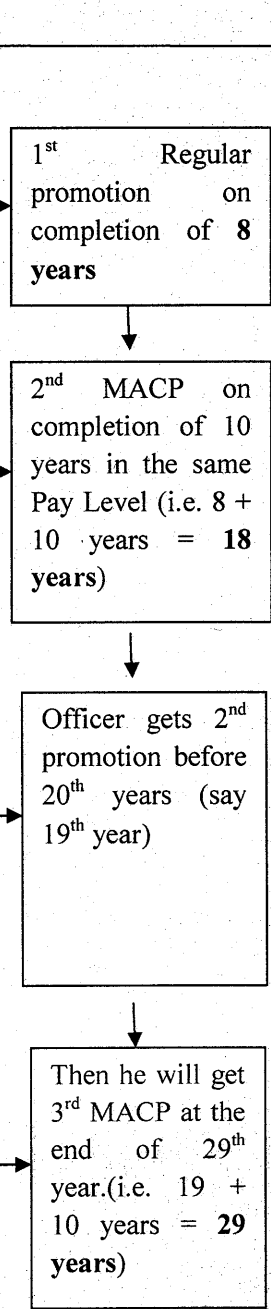 1st Regular
promotion on
completion of 8
years
2nd MACP on
completion of 10
years in the same
Pay Level (i.e. 8 +
10 years = 18
years)
Officer gets 2nd
promotion before
20th years (say
19th year)
Then he will get
3rd MACP at the
end of 29th
year.(i.e. 19 +
10 years = 29
years)